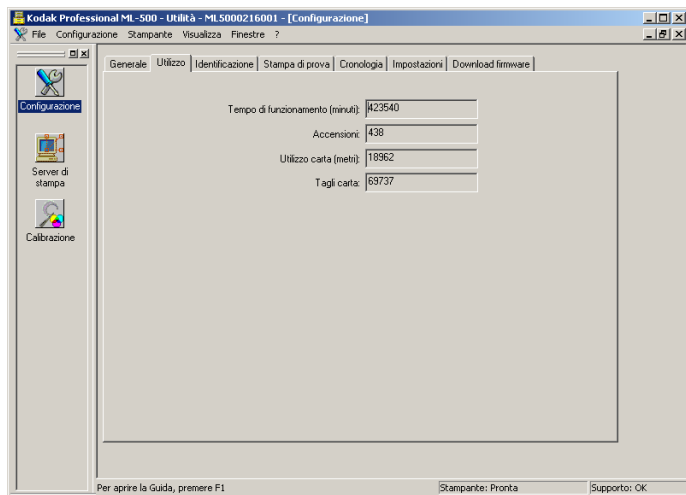 Kodak Professional ML-500 - Utilità - ML5000216001 - [Configurazione]
File Configurazione Stampante Visualizza Finestre ?
Configurazione
Server di
stampa
Calibrazione
Generale Utilizzo Identificazione Stampa di prova Cronologia Impostazioni Download firmware
Tempo di funzionamento (minuti): 423540
Accensioni: 438
Utilizzo carta (metri): 18962
Tagli carta: 69737
Per aprire la Guida, premere F1 Stampante: Pronta Supporto: OK